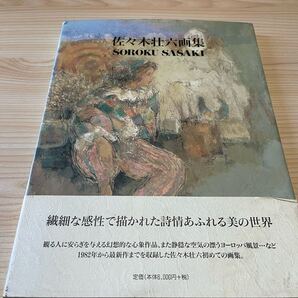 佐々木壮六画集
SOROKU SASAKI
繊細な感性で描かれた詩情あふれる美の世界
観る人に安らぎを与える幻想的な心象作品、また静穏な空気の漂うヨーロッパ風景…など
1982年から最新作までを収録した佐々木壮六初めての画集。
定価(本体8,000円+税)